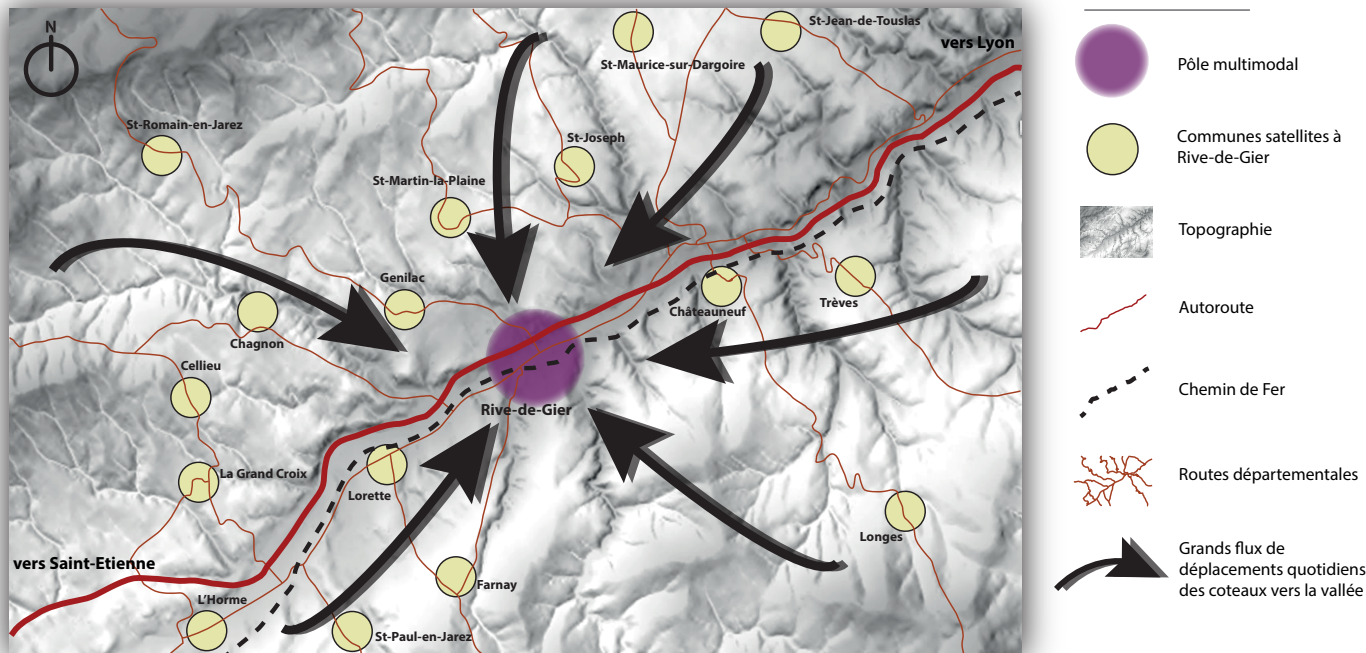 N
St-Jean-de-Touslas
vers Lyon
St-Maurice-sur-Dargoire
St-Romain-en-Jarez
St-Joseph
St-Martin-la-Plaine
Genilac
Châteauneuf
Trèves
Chagnon
Cellieu
Rive-de-Gier
La Grand Croix
Lorette
Longes
vers Saint-Etienne
Farnay
L'Horme
St-Paul-en-Jarez
Pôle multimodal
Communes satellites à
Rive-de-Gier
Topographie
Autoroute
Chemin de Fer
Routes départementales
Grands flux de
déplacements quotidiens
des coteaux vers la vallée